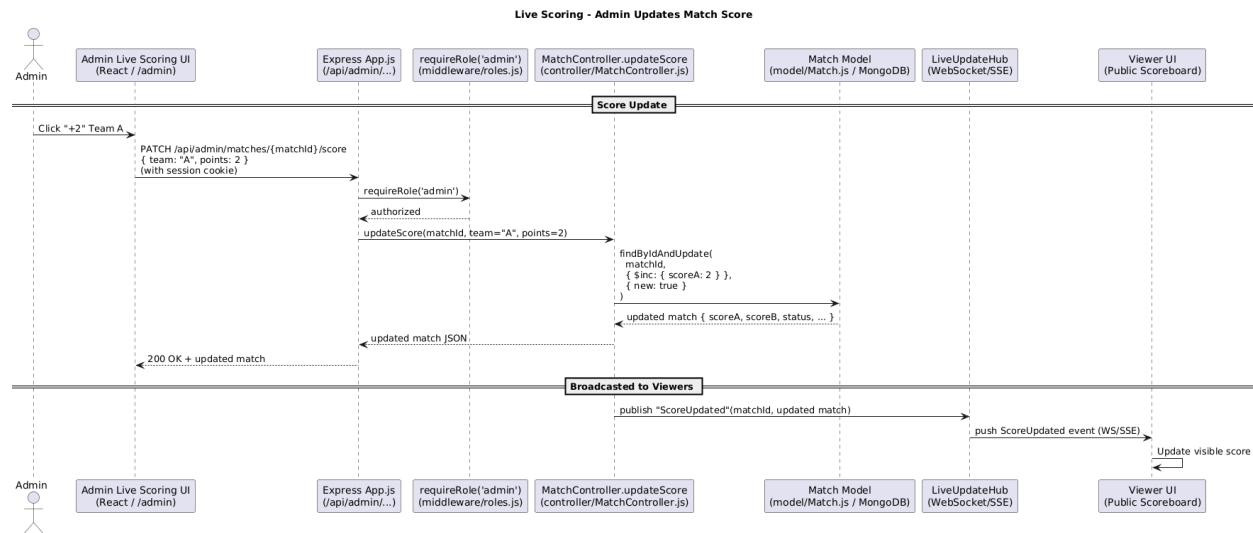 Live Scoring - Admin Updates Match Score
Admin
Admin Live Scoring UI
(React / /admin)
Express App.js
(/api/admin/...)
requireRole('admin')
(middleware/roles.js)
MatchController.updateScore
(controller/MatchController.js)
Match Model
(model/Match.js / MongoDB)
LiveUpdateHub
(WebSocket/SSE)
Viewer UI
(Public Scoreboard)
Score Update
Click "+2" Team A
PATCH /api/admin/matches/{matchId}/score
{ team: "A", points: 2 }
(with session cookie)
requireRole('admin')
authorized
updateScore(matchId, team="A", points=2)
findByIdAndUpdate(
matchId,
{ $inc: { scoreA: 2 } },
{ new: true }
)
updated match { scoreA, scoreB, status, ... }
updated match JSON
200 OK + updated match
Broadcasted to Viewers
publish "ScoreUpdated"(matchId, updated match)
push ScoreUpdated event (WS/SSE)
Update visible score
Admin
Admin Live Scoring UI
(React / /admin)
Express App.js
(/api/admin/...)
requireRole('admin')
(middleware/roles.js)
MatchController.updateScore
(controller/MatchController.js)
Match Model
(model/Match.js / MongoDB)
LiveUpdateHub
(WebSocket/SSE)
Viewer UI
(Public Scoreboard)